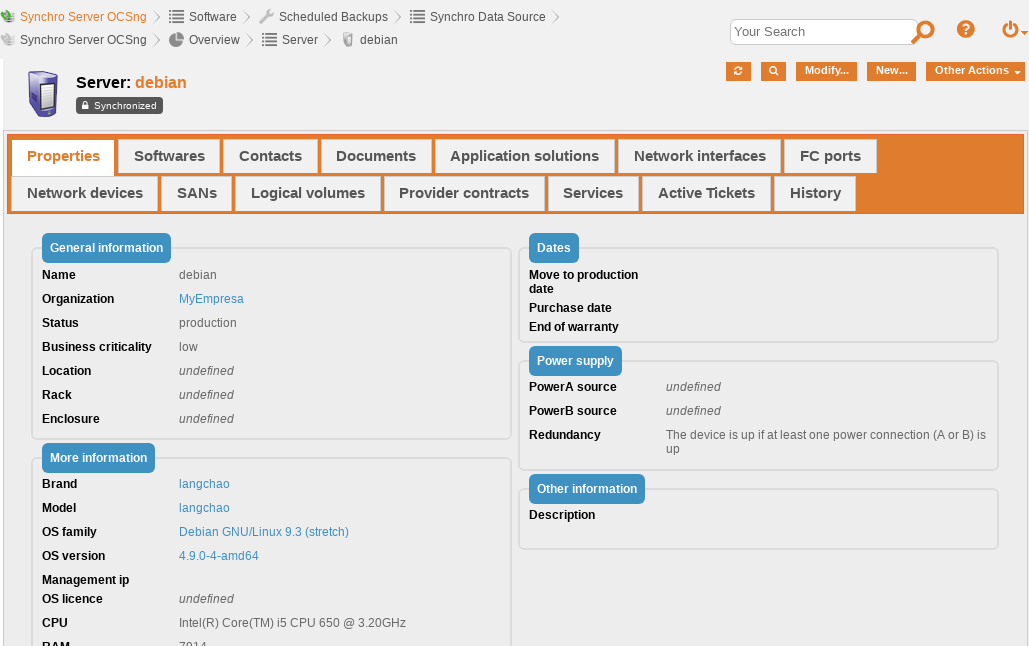 Synchro Server OCSng Software Scheduled Backups Synchro Data Source
Synchro Server OCSng Overview Server debian
Your Search
Server: debian
Synchronized
Modify... New... Other Actions
Properties Softwares Contacts Documents Application solutions Network interfaces FC ports
Network devices SANs Logical volumes Provider contracts Services Active Tickets History
General information
Name debian
Organization MyEmpresa
Status production
Business criticality low
Location undefined
Rack undefined
Enclosure undefined
More information
Brand langchao
Model langchao
OS family Debian GNU/Linux 9.3 (stretch)
OS version 4.9.0-4-amd64
Management ip
OS licence undefined
CPU Intel(R) Core(TM) i5 CPU 650 @ 3.20GHz
RAM 7914
Dates
Move to production
date
Purchase date
End of warranty
Power supply
PowerA source undefined
PowerB source undefined
Redundancy The device is up if at least one power connection (A or B) is
up
Other information
Description